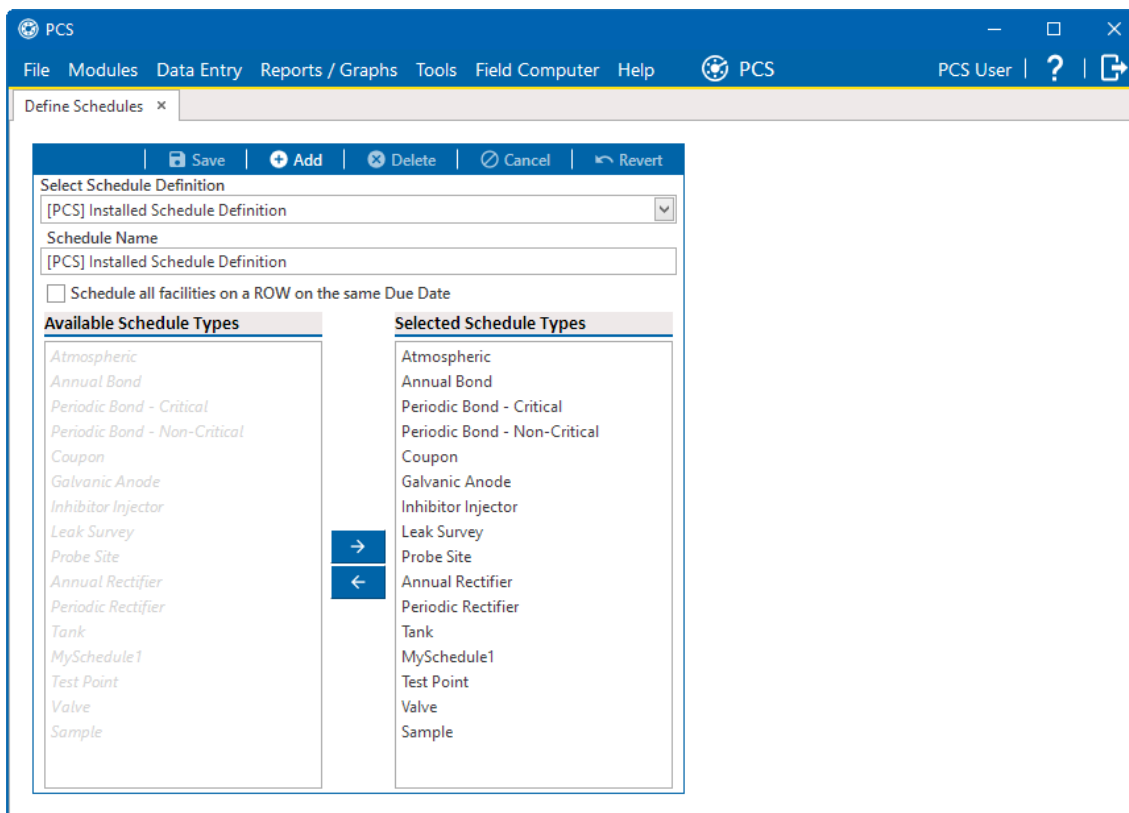 PCS
File Modules Data Entry Reports / Graphs Tools Field Computer Help PCS PCS User | ? |
Define Schedules ×
Save Add Delete Cancel Revert
Select Schedule Definition
[PCS] Installed Schedule Definition
Schedule Name
[PCS] Installed Schedule Definition
Schedule all facilities on a ROW on the same Due Date
Available Schedule Types
Atmospheric
Annual Bond
Periodic Bond - Critical
Periodic Bond - Non-Critical
Coupon
Galvanic Anode
Inhibitor Injector
Leak Survey
Probe Site
Annual Rectifier
Periodic Rectifier
Tank
MySchedule1
Test Point
Valve
Sample
Selected Schedule Types
Atmospheric
Annual Bond
Periodic Bond - Critical
Periodic Bond - Non-Critical
Coupon
Galvanic Anode
Inhibitor Injector
Leak Survey
Probe Site
Annual Rectifier
Periodic Rectifier
Tank
MySchedule1
Test Point
Valve
Sample